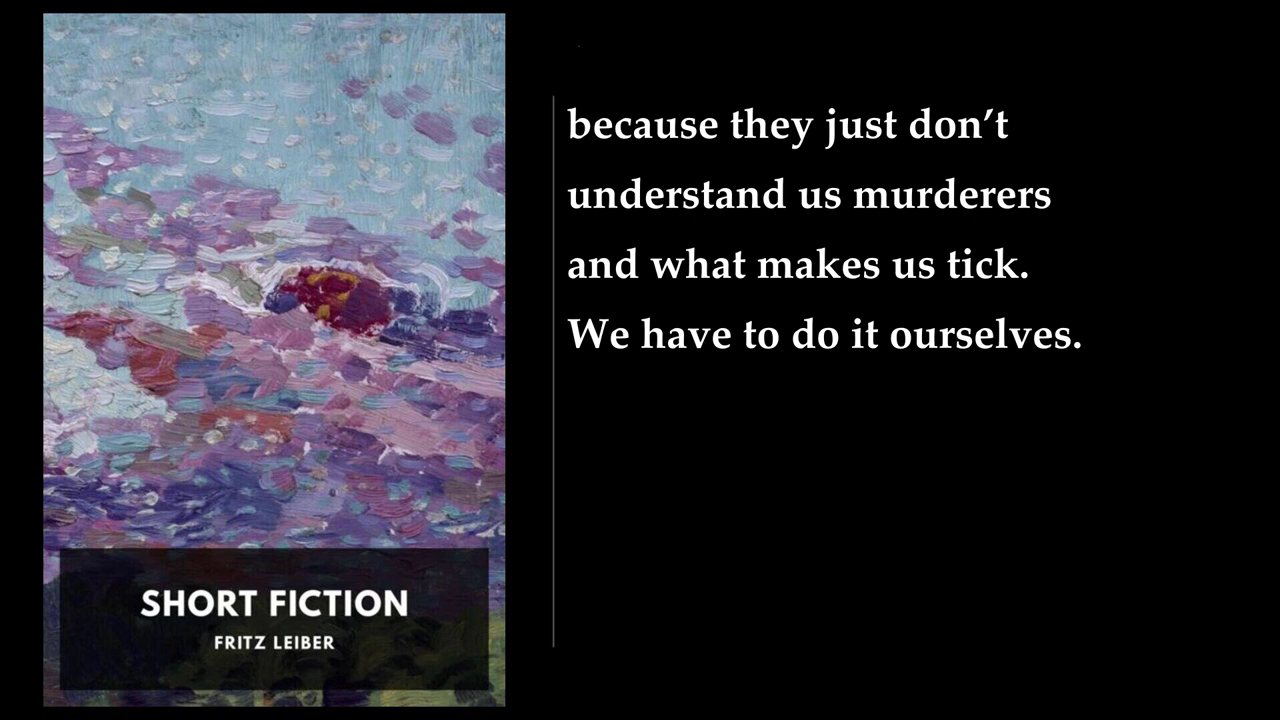 because they just don’t
understand us murderers
and what makes us tick.
We have to do it ourselves.
SHORT FICTION
FRITZ LEIBER